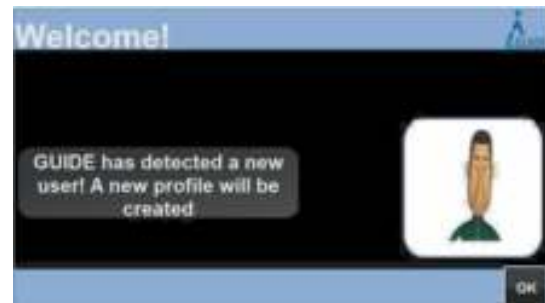 Welcome!
GUIDE has detected a new
user! A new profile will be
created
OK